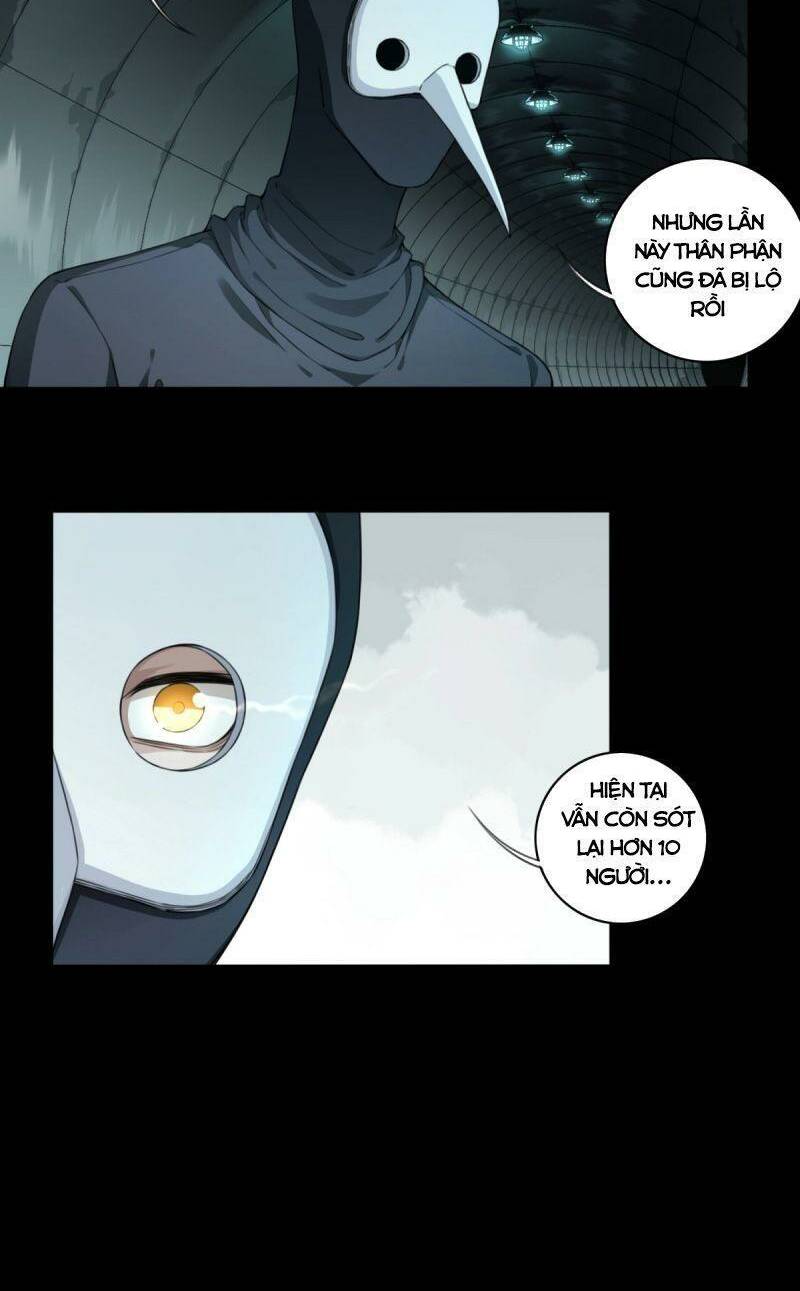 NHƯNG LẦN
NÀY THÂN PHẬN
CŨNG ĐÃ BỊ LỘ
RỒI
HIỆN TẠI
VẪN CÒN SÓT
LẠI HƠN 10
NGƯỜI...